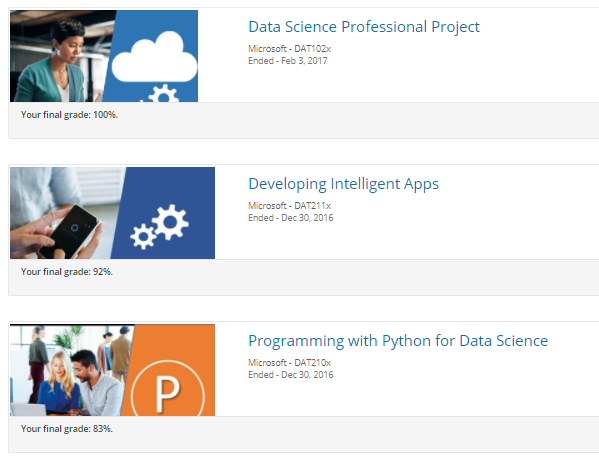 Data Science Professional Project
Microsoft - DAT102x
Ended - Feb 3, 2017
Your final grade: 100%.
Developing Intelligent Apps
Microsoft - DAT211x
Ended - Dec 30, 2016
Your final grade: 92%.
Programming with Python for Data Science
Microsoft - DAT210x
Ended - Dec 30, 2016
P
Your final grade: 83%.